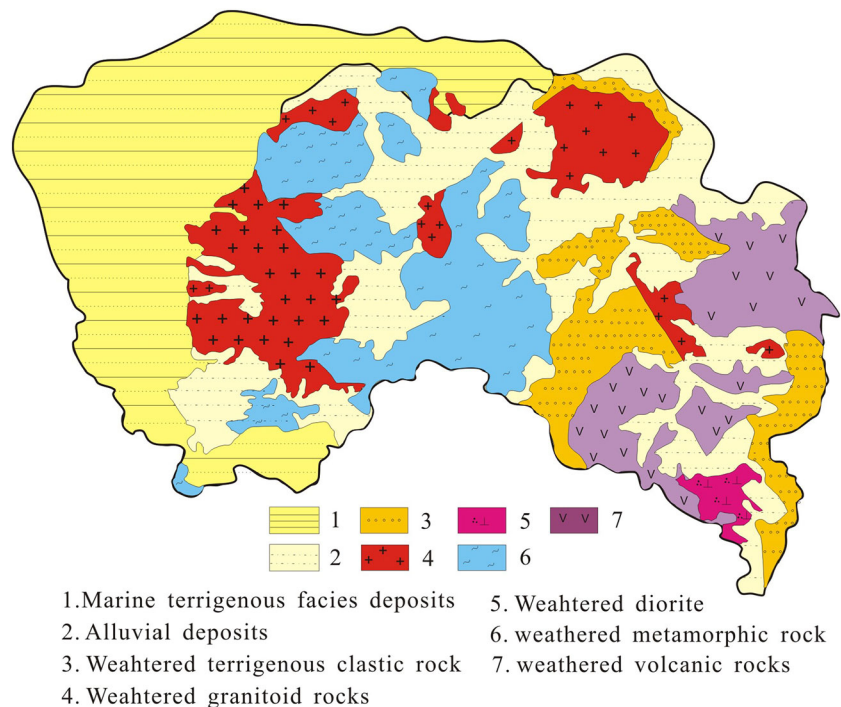 1
3
5
7
2
4
6
1.Marine terrigenous facies deposits
2. Alluvial deposits
3. Weahtered terrigenous clastic rock
4. Weahtered granitoid rocks
5. Weahtered diorite
6. weathered metamorphic rock
7. weathered volcanic rocks